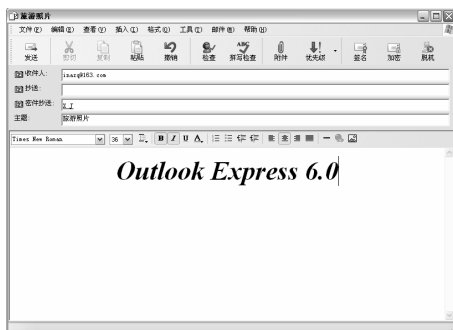 旅游照片
文件(F) 编辑(E) 查看(V) 插入(I) 格式(O) 工具(T) 邮件(M) 帮助(H)
发送 剪切 复制 粘贴 撤销 检查 拼写检查 附件 优先级 签名 加密 脱机
收件人:
抄送:
密件抄送: X J
主题: 旅游照片
Times New Roman 36 B I U A
Outlook Express 6.0